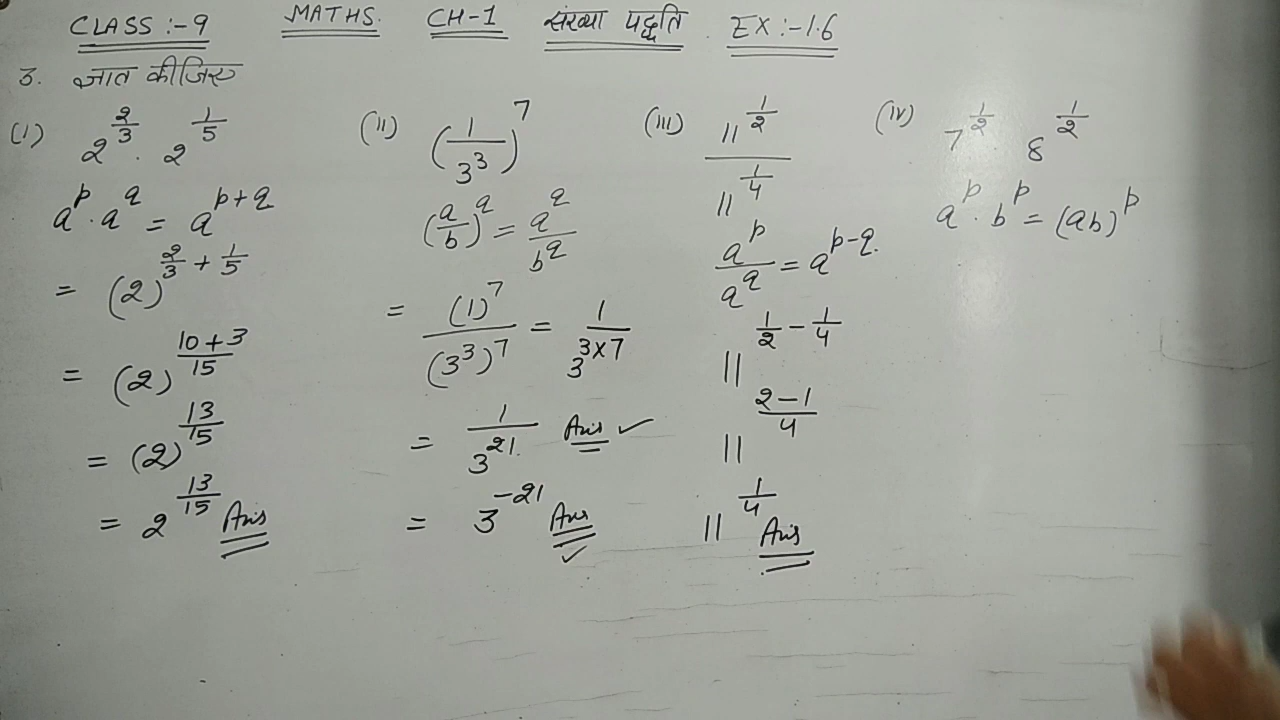 CLASS :- 9 MATHS. CH-1 संख्या पद्धति EX :- 1.6
3. ज्ञात कीजिए
(i) 2^(2/3) · 2^(1/5)
a^p · a^q = a^(p+q)
= (2)^(2/3 + 1/5)
= (2)^((10+3)/15)
= (2)^(13/15)
= 2^(13/15) Ans
(ii) (1/3^3)^7
(a/b)^q = a^q/b^q
= (1)^7/(3^3)^7 = 1/3^(3×7)
= 1/3^21. Ans ✓
= 3^-21 Ans ✓
(iii) 11^(1/2) / 11^(1/4)
a^p/a^q = a^(p-q).
11^(1/2 - 1/4)
11^((2-1)/4)
11^(1/4) Ans
(iv) 7^(1/2) 8^(1/2)
a^p · b^p = (ab)^p